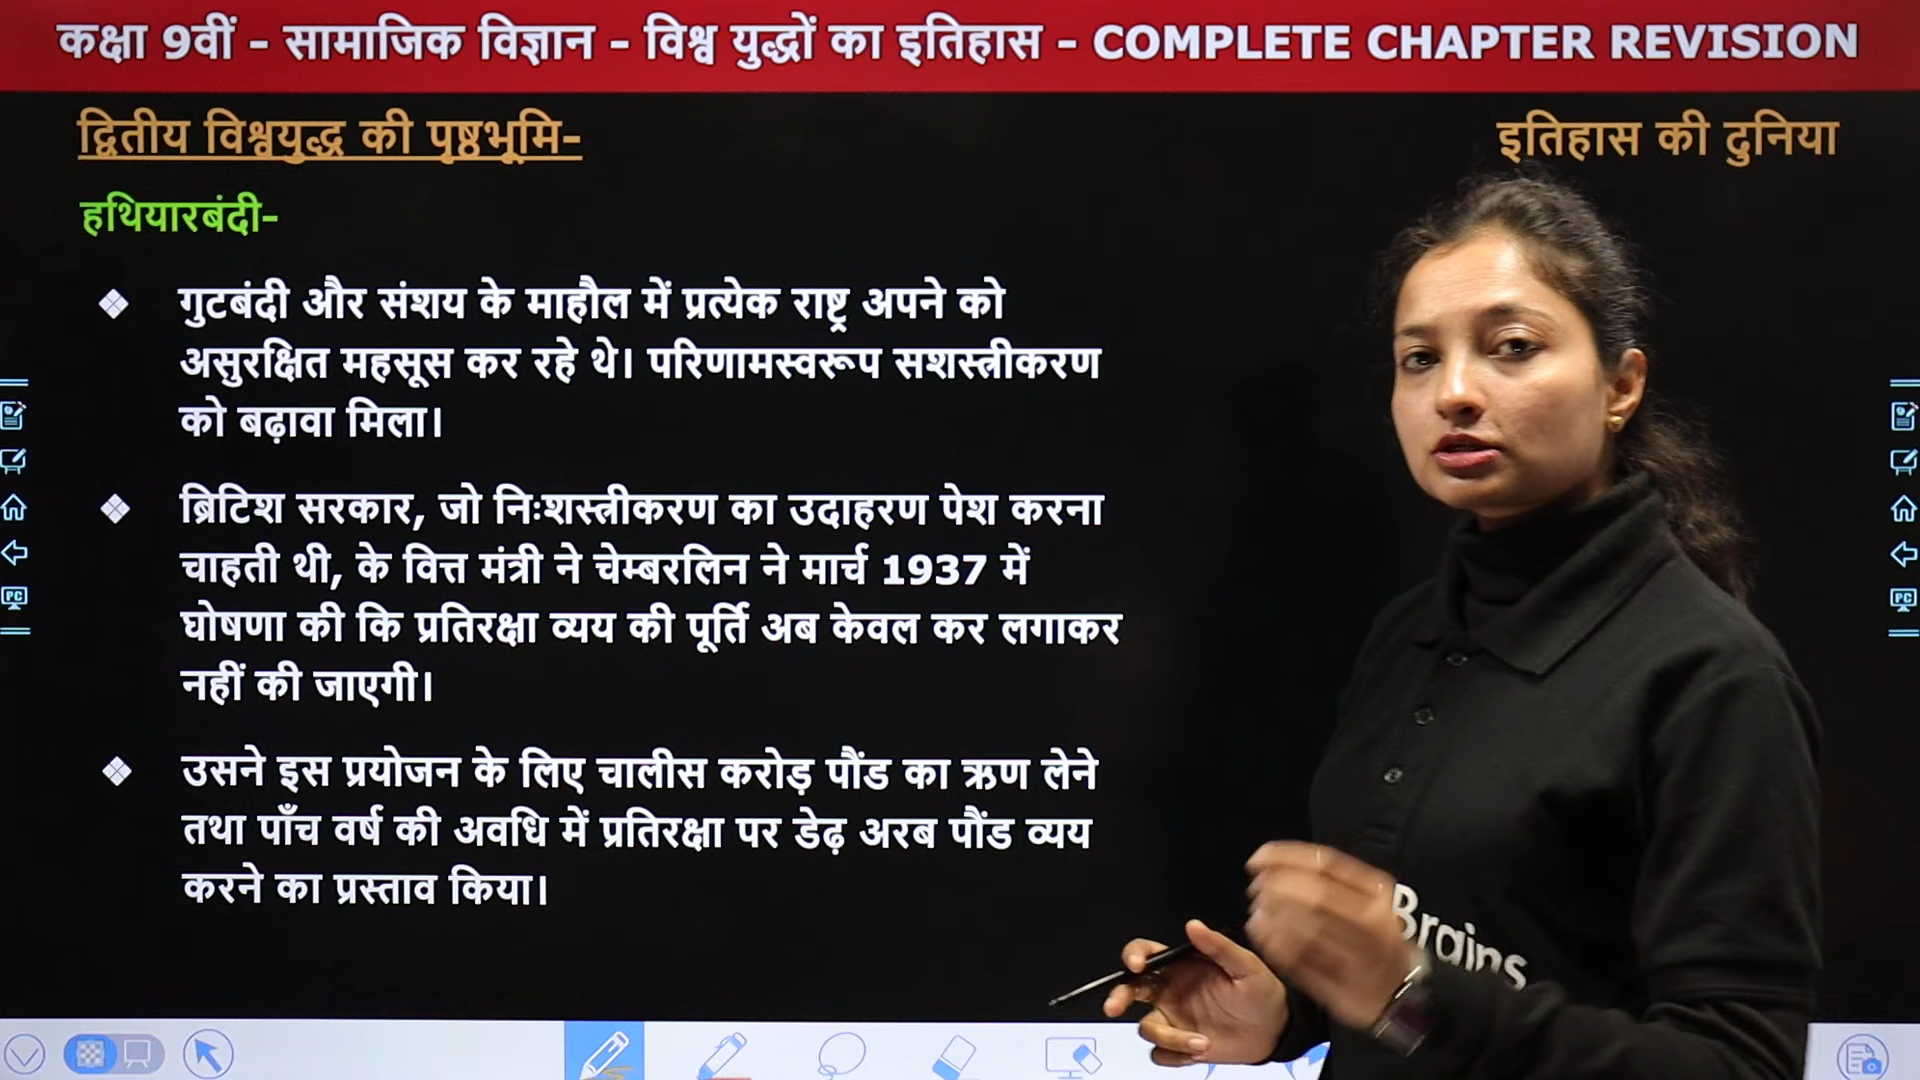 कक्षा 9वीं - सामाजिक विज्ञान - विश्व युद्धों का इतिहास - COMPLETE CHAPTER REVISION
द्वितीय विश्वयुद्ध की पृष्ठभूमि-
इतिहास की दुनिया
हथियारबंदी-
❖ गुटबंदी और संशय के माहौल में प्रत्येक राष्ट्र अपने को
असुरक्षित महसूस कर रहे थे। परिणामस्वरूप सशस्त्रीकरण
को बढ़ावा मिला।
❖ ब्रिटिश सरकार, जो निःशस्त्रीकरण का उदाहरण पेश करना
चाहती थी, के वित्त मंत्री ने चेम्बरलिन ने मार्च 1937 में
घोषणा की कि प्रतिरक्षा व्यय की पूर्ति अब केवल कर लगाकर
नहीं की जाएगी।
❖ उसने इस प्रयोजन के लिए चालीस करोड़ पौंड का ऋण लेने
तथा पाँच वर्ष की अवधि में प्रतिरक्षा पर डेढ़ अरब पौंड व्यय
करने का प्रस्ताव किया।
Brains
PC
PC